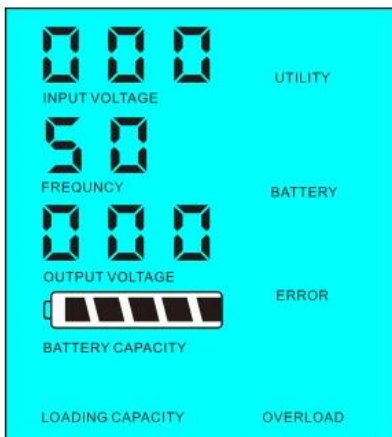 000
UTILITY
INPUT VOLTAGE
50
FREQUNCY
BATTERY
000
OUTPUT VOLTAGE
ERROR
BATTERY CAPACITY
LOADING CAPACITY
OVERLOAD